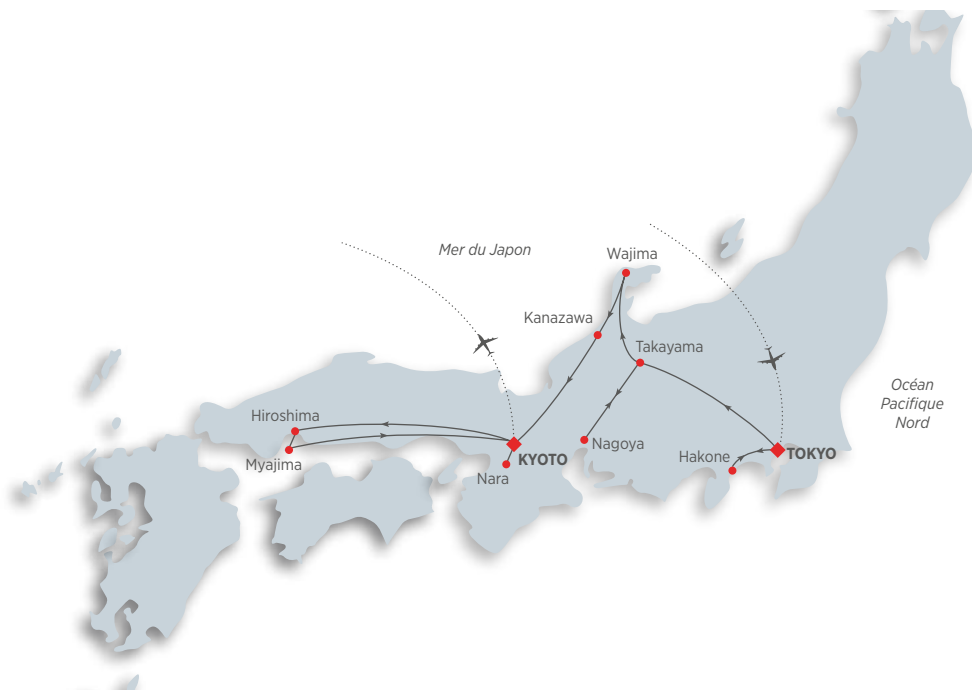 Mer du Japon
Wajima
Kanazawa
Takayama
Océan
Pacifique
Nord
Hiroshima
Myajima
KYOTO
Nara
Nagoya
Hakone
TOKYO